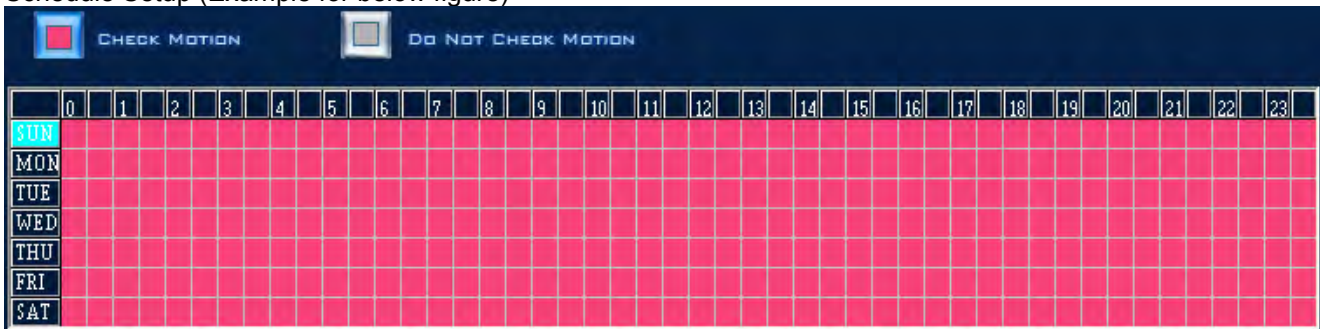 Schedule Setup (Example for below figure)
CHECK MOTION DO NOT CHECK MOTION
0 1 2 3 4 5 6 7 8 9 10 11 12 13 14 15 16 17 18 19 20 21 22 23
SUN
MON
TUE
WED
THU
FRI
SAT